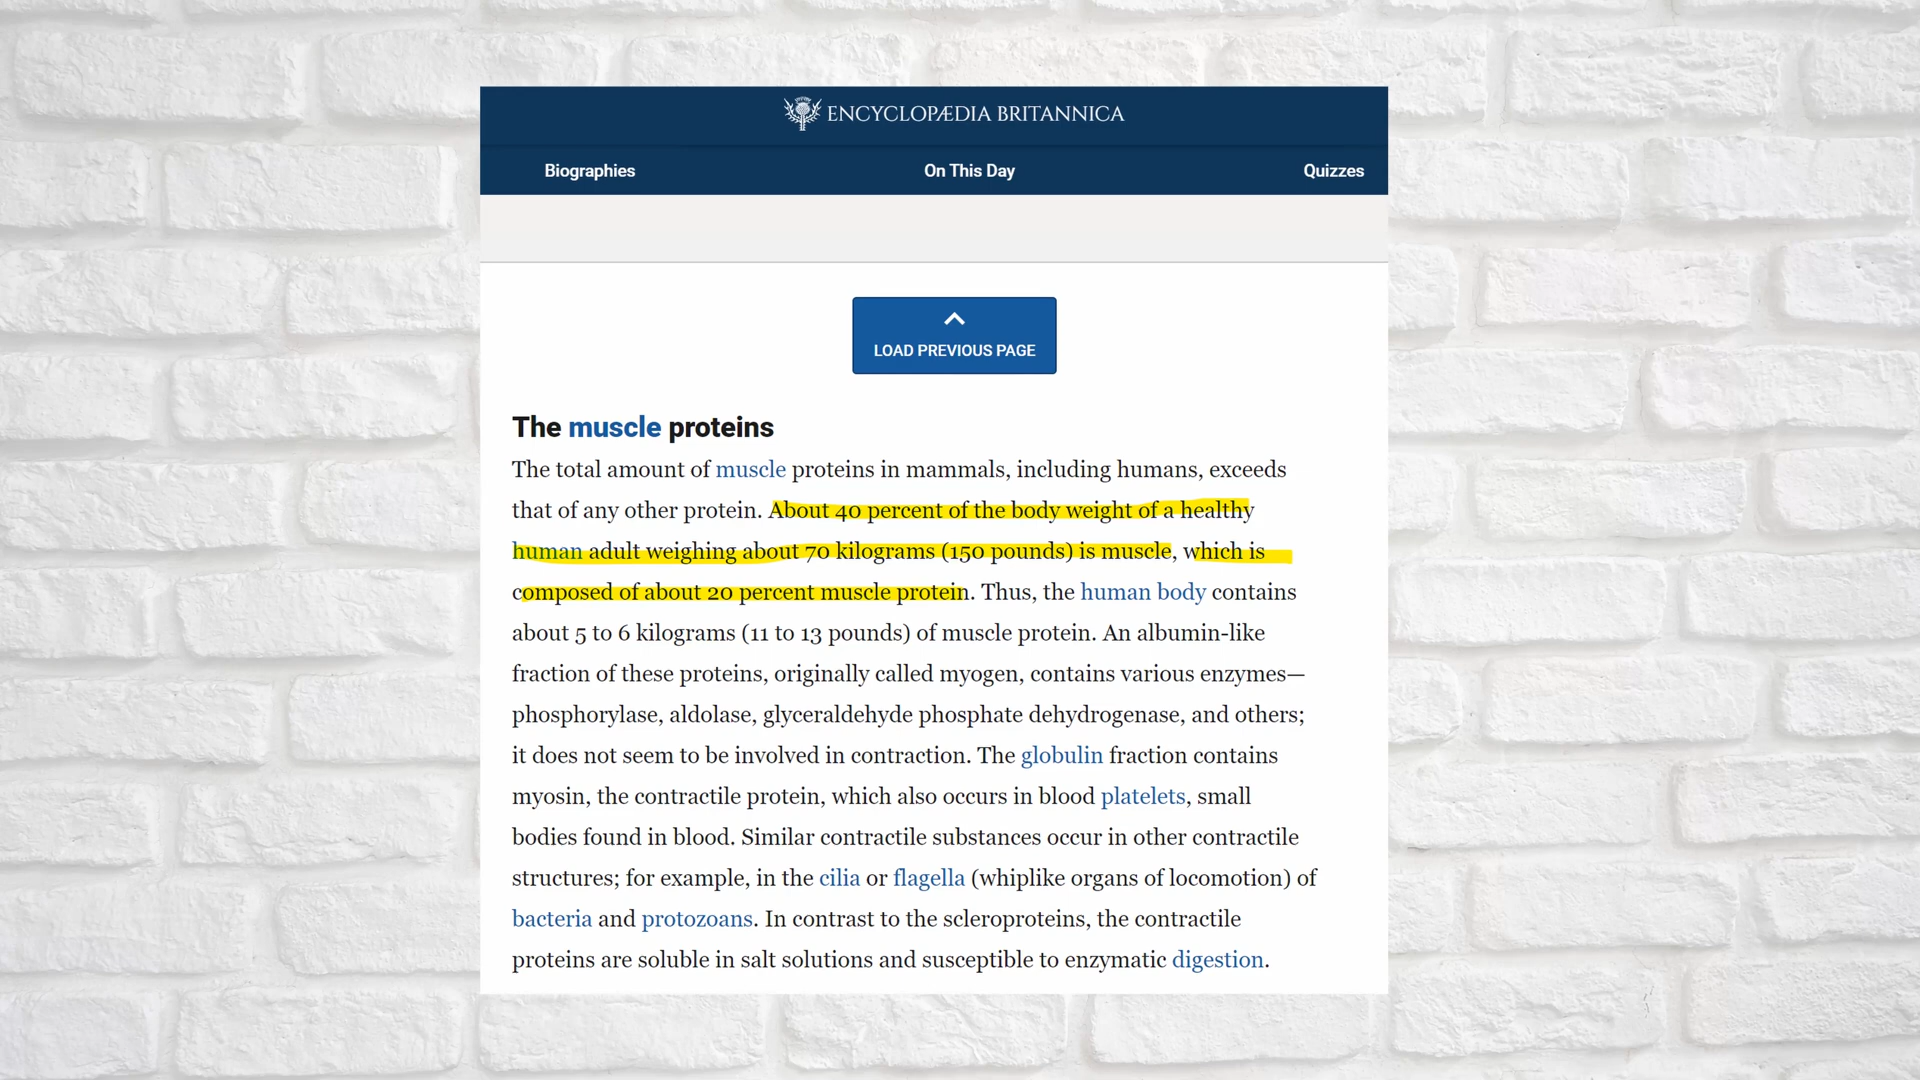 ENCYCLOPÆDIA BRITANNICA
Biographies
On This Day
Quizzes
LOAD PREVIOUS PAGE
The muscle proteins
The total amount of muscle proteins in mammals, including humans, exceeds
that of any other protein. About 40 percent of the body weight of a healthy
human adult weighing about 70 kilograms (150 pounds) is muscle, which is
composed of about 20 percent muscle protein. Thus, the human body contains
about 5 to 6 kilograms (11 to 13 pounds) of muscle protein. An albumin-like
fraction of these proteins, originally called myogen, contains various enzymes—
phosphorylase, aldolase, glyceraldehyde phosphate dehydrogenase, and others;
it does not seem to be involved in contraction. The globulin fraction contains
myosin, the contractile protein, which also occurs in blood platelets, small
bodies found in blood. Similar contractile substances occur in other contractile
structures; for example, in the cilia or flagella (whiplike organs of locomotion) of
bacteria and protozoans. In contrast to the scleroproteins, the contractile
proteins are soluble in salt solutions and susceptible to enzymatic digestion.